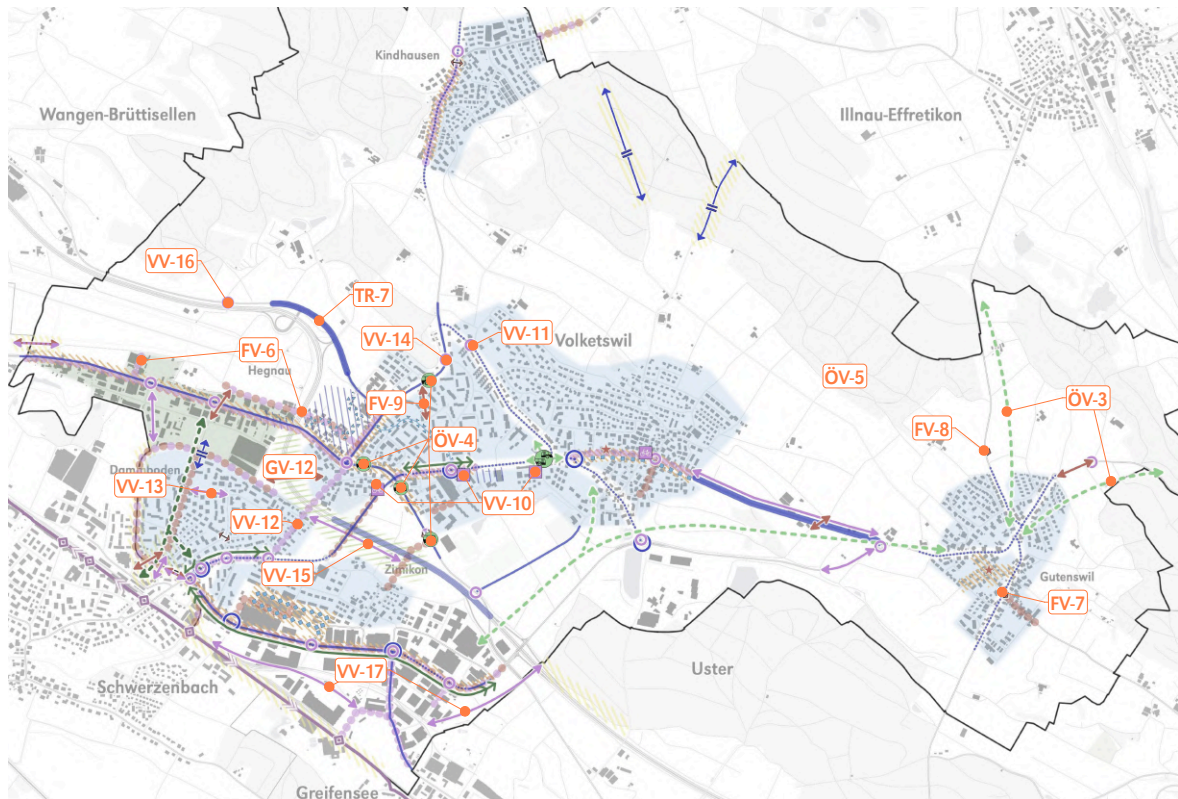 Kindhausen
Wangen-Brüttisellen
Illnau-Effretikon
VV-16
TR-7
VV-14
VV-11
Volketswil
FV-6
Hegnau
ÖV-5
ÖV-3
FV-9
FV-8
ÖV-4
GV-12
Dammboden
VV-13
VV-10
VV-12
VV-15
Zimikon
Gutenswil
FV-7
Uster
VV-17
Schwerzenbach
Greifensee